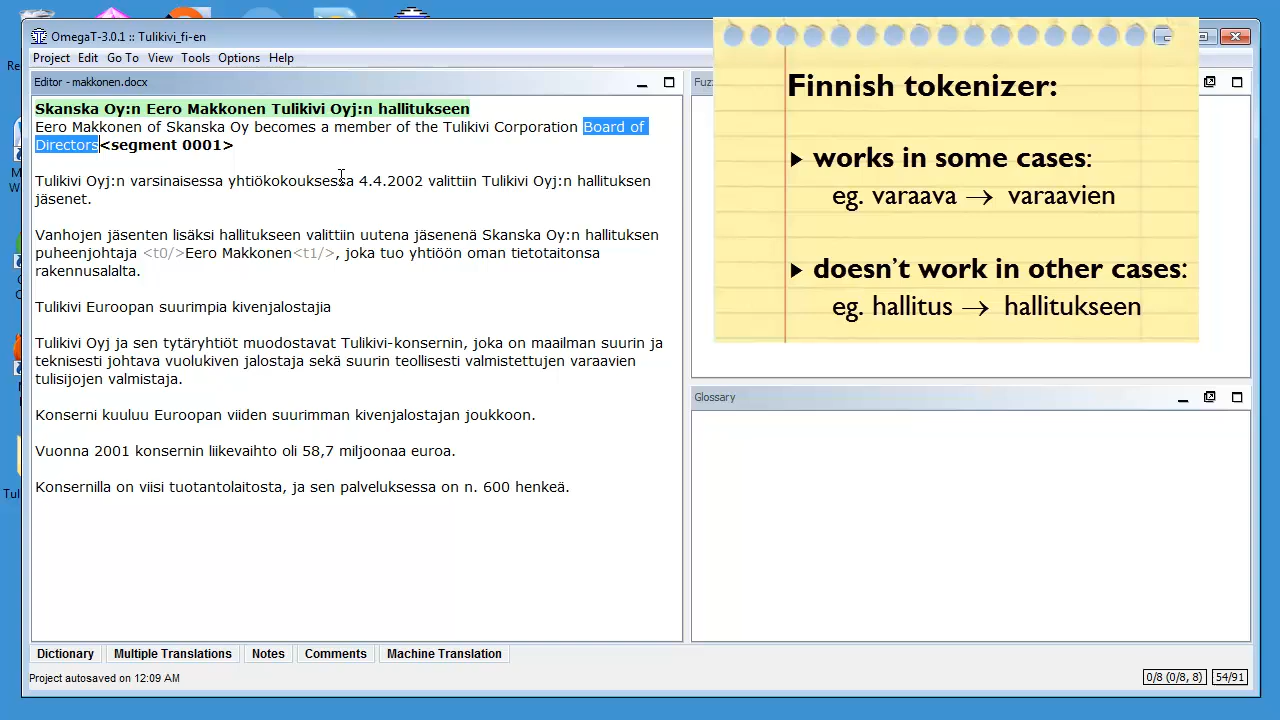 OmegaT-3.0.1 :: Tulikivi_fi-en
Project Edit Go To View Tools Options Help
Editor - makkonen.docx
Skanska Oy:n Eero Makkonen Tulikivi Oyj:n hallitukseen
Eero Makkonen of Skanska Oy becomes a member of the Tulikivi Corporation Board of
Directors<segment 0001>
Tulikivi Oyj:n varsinaisessa yhtiökokouksessa 4.4.2002 valittiin Tulikivi Oyj:n hallituksen
jäsenet.
Vanhojen jäsenten lisäksi hallitukseen valittiin uutena jäsenenä Skanska Oy:n hallituksen
puheenjohtaja <t0/>Eero Makkonen<t1/>, joka tuo yhtiöön oman tietotaitonsa
rakennusalalta.
Tulikivi Euroopan suurimpia kivenjalostajia
Tulikivi Oyj ja sen tytäryhtiöt muodostavat Tulikivi-konsernin, joka on maailman suurin ja
teknisesti johtava vuolukiven jalostaja sekä suurin teollisesti valmistettujen varaavien
tulisijojen valmistaja.
Konserni kuuluu Euroopan viiden suurimman kivenjalostajan joukkoon.
Vuonna 2001 konsernin liikevaihto oli 58,7 miljoonaa euroa.
Konsernilla on viisi tuotantolaitosta, ja sen palveluksessa on n. 600 henkeä.
Finnish tokenizer:
works in some cases:
eg. varaava → varaavien
doesn't work in other cases:
eg. hallitus → hallitukseen
Glossary
Dictionary Multiple Translations Notes Comments Machine Translation
Project autosaved on 12:09 AM
0/8 (0/8, 8) 54/91